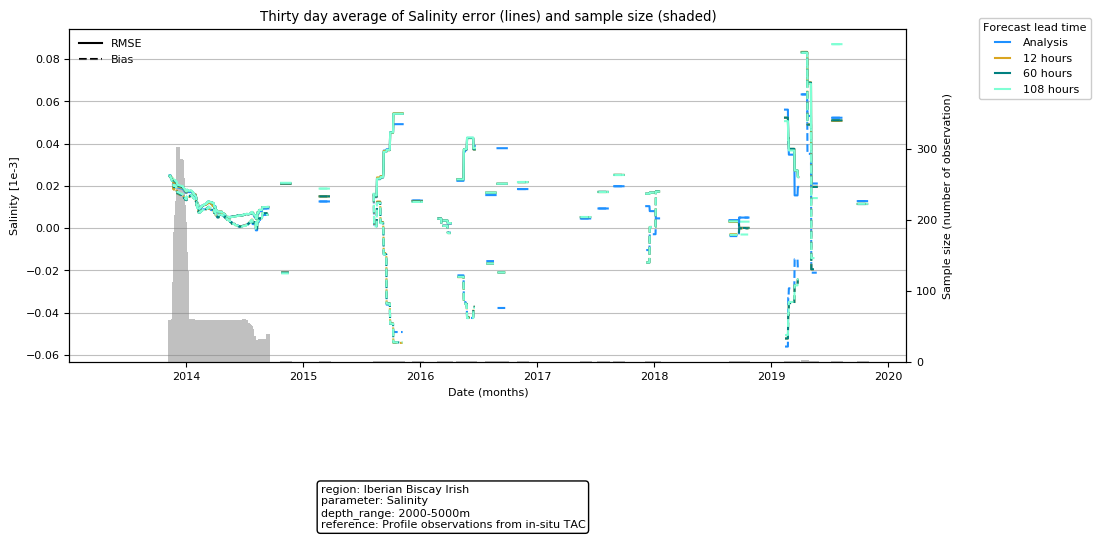 Thirty day average of Salinity error (lines) and sample size (shaded)
RMSE
Bias
Forecast lead time
Analysis
12 hours
60 hours
108 hours
Salinity [1e-3]
0.08
0.06
0.04
0.02
0.00
−0.02
−0.04
−0.06
Sample size (number of observation)
300
200
100
0
2014
2015
2016
2017
2018
2019
2020
Date (months)
region: Iberian Biscay Irish
parameter: Salinity
depth_range: 2000-5000m
reference: Profile observations from in-situ TAC